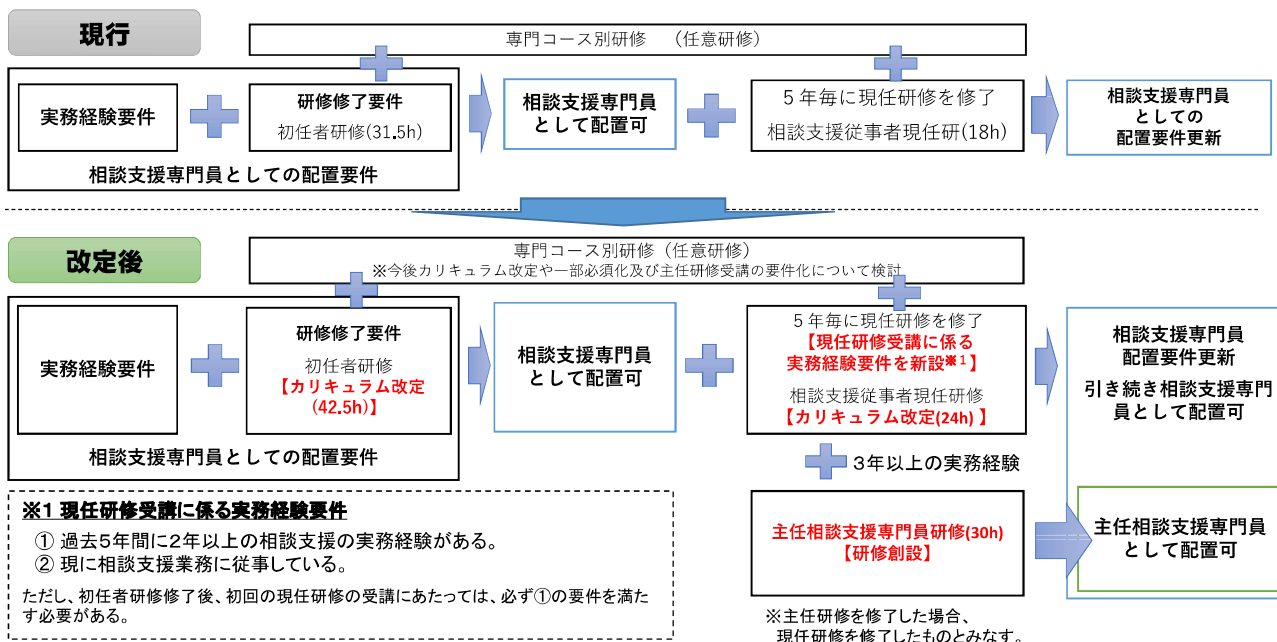 現行
専門コース別研修　(任意研修)
実務経験要件
研修修了要件
初任者研修(31.5h)
相談支援専門員としての配置要件
相談支援専門員
として配置可
5年毎に現任研修を修了
相談支援従事者現任研(18h)
相談支援専門員
としての
配置要件更新
改定後
専門コース別研修 (任意研修)
※今後カリキュラム改定や一部必須化及び主任研修受講の要件化について検討
実務経験要件
研修修了要件
初任者研修
【カリキュラム改定
(42.5h)】
相談支援専門員としての配置要件
相談支援専門員
として配置可
5年毎に現任研修を修了
【現任研修受講に係る
実務経験要件を新設※1】
相談支援従事者現任研修
【カリキュラム改定(24h) 】
相談支援専門員
配置要件更新
引き続き相談支援専門
員として配置可
3年以上の実務経験
主任相談支援専門員研修(30h)
【研修創設】
主任相談支援専門員
として配置可
※主任研修を修了した場合、
現任研修を修了したものとみなす。
※1 現任研修受講に係る実務経験要件
① 過去5年間に2年以上の相談支援の実務経験がある。
② 現に相談支援業務に従事している。
ただし、初任者研修修了後、初回の現任研修の受講にあたっては、必ず①の要件を満た
す必要がある。